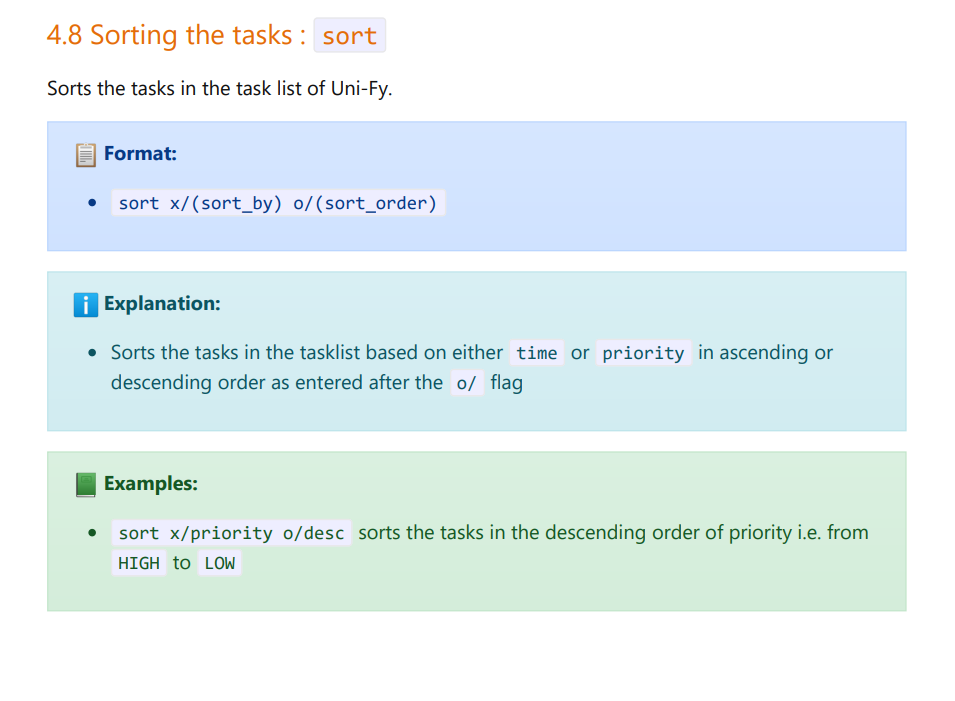 4.8 Sorting the tasks : sort
Sorts the tasks in the task list of Uni-Fy.
Format:
• sort x/(sort_by) o/(sort_order)
Explanation:
• Sorts the tasks in the tasklist based on either time or priority in ascending or
descending order as entered after the o/ flag
Examples:
• sort x/priority o/desc sorts the tasks in the descending order of priority i.e. from
HIGH to LOW